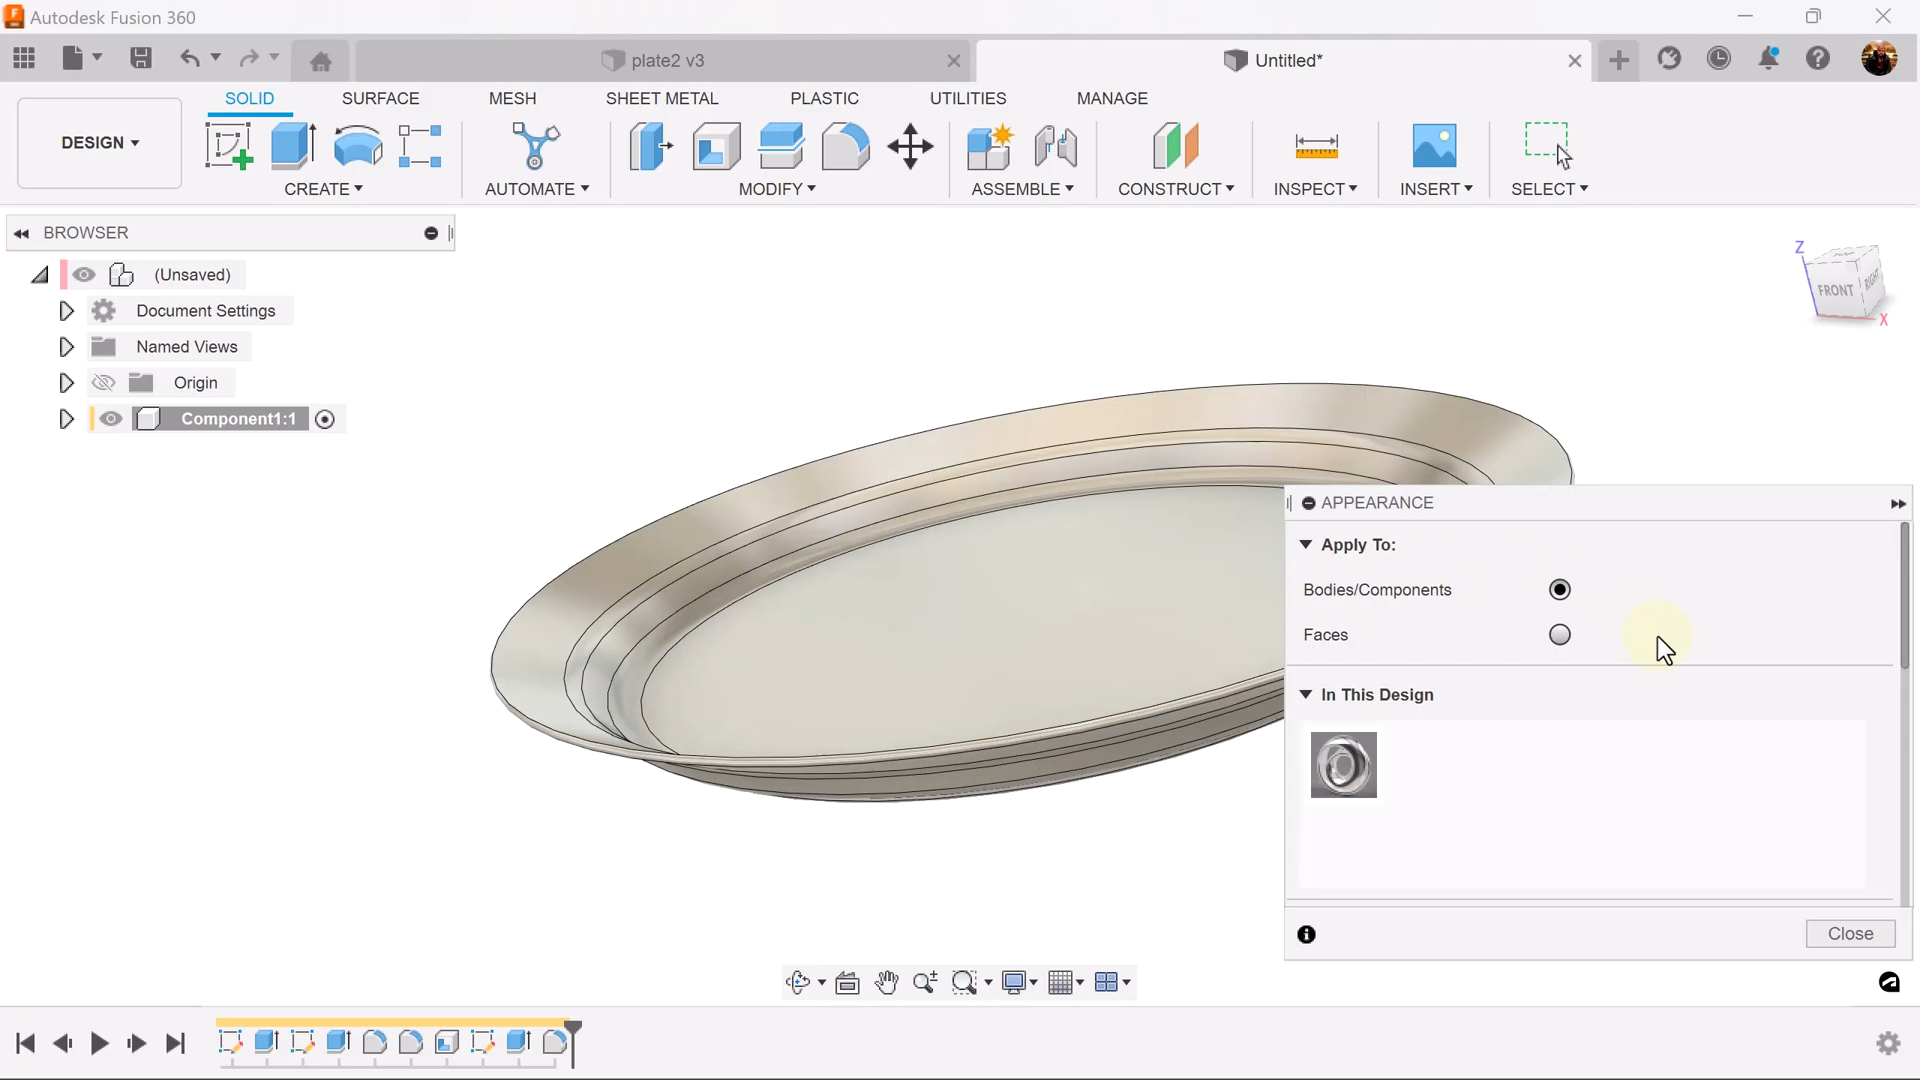 Autodesk Fusion 360
plate2 v3
Untitled*
DESIGN
SOLID
SURFACE
MESH
SHEET METAL
PLASTIC
UTILITIES
MANAGE
CREATE
AUTOMATE
MODIFY
ASSEMBLE
CONSTRUCT
INSPECT
INSERT
SELECT
BROWSER
(Unsaved)
Document Settings
Named Views
Origin
Component1:1
Z
FRONT
RIGHT
X
APPEARANCE
Apply To:
Bodies/Components
Faces
In This Design
Close